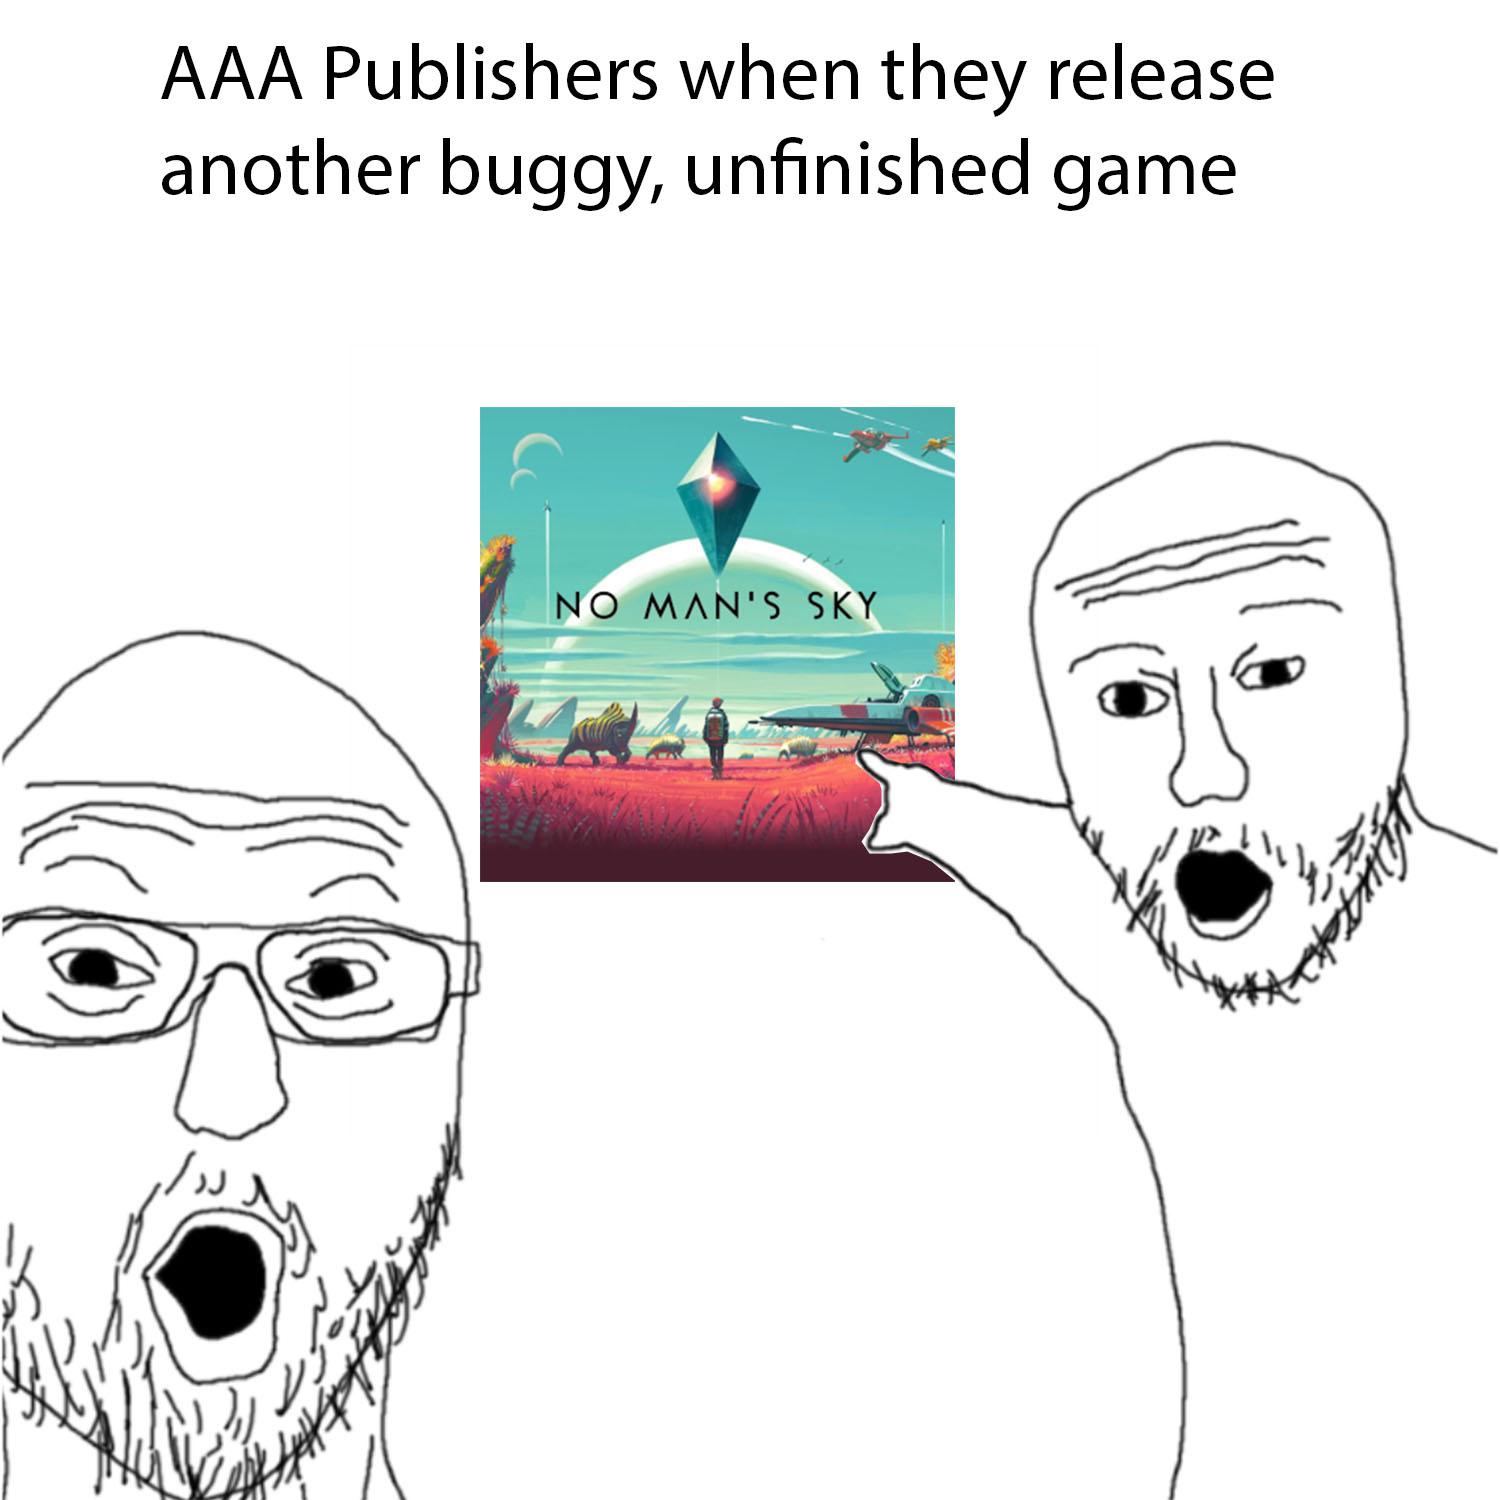 AAA Publishers when they release
another buggy, unfinished game
NO MAN'S SKY